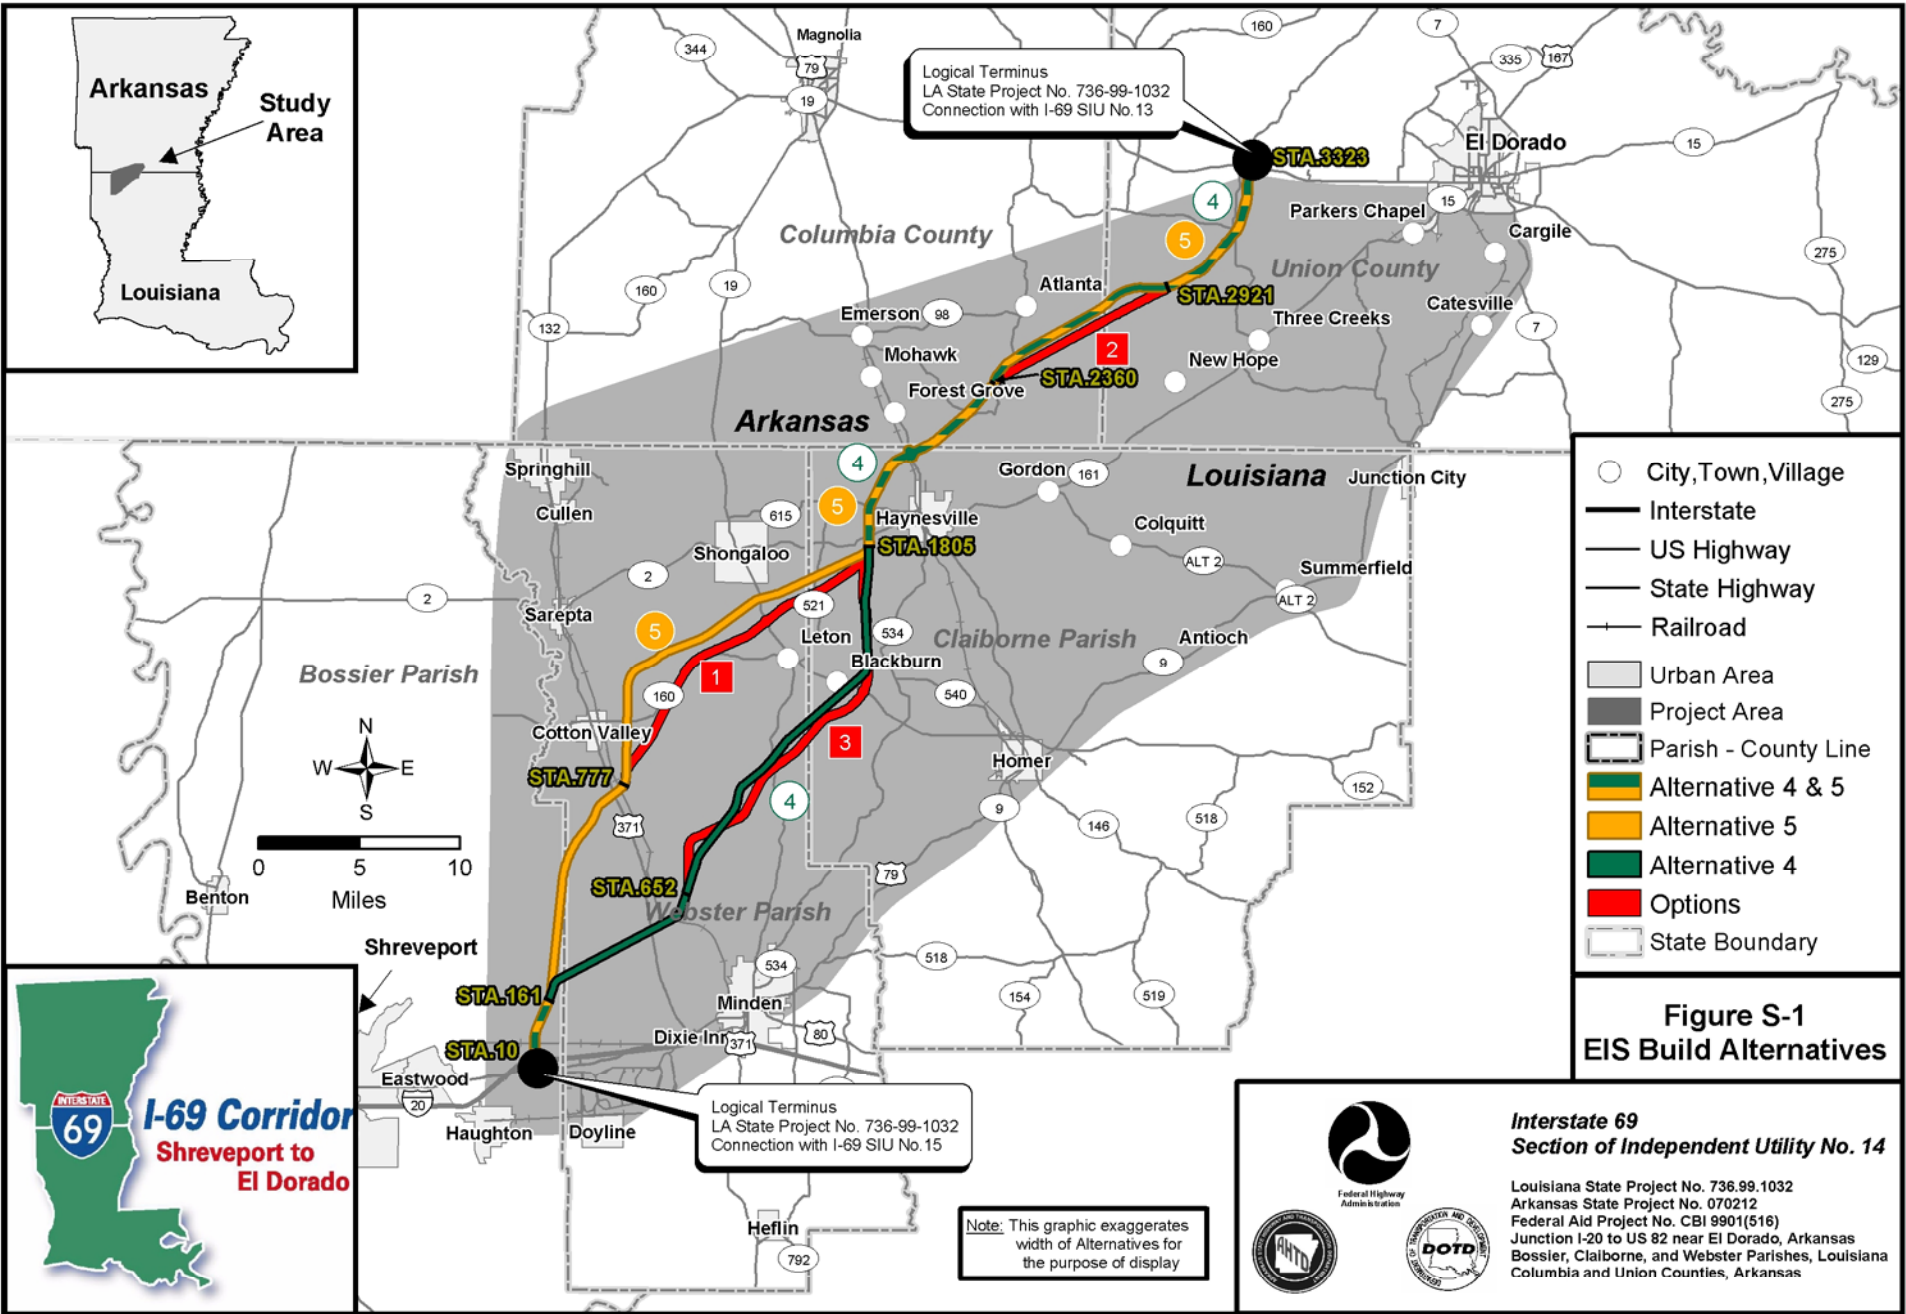 Arkansas
Study
Area
Louisiana
Magnolia
79
19
344
160
7
335
167
15
Logical Terminus
LA State Project No. 736-99-1032
Connection with I-69 SIU No.13
STA.3323
El Dorado
4
5
Parkers Chapel
15
Cargile
275
Columbia County
Union County
Atlanta
STA.2921
160
19
132
Emerson
98
Three Creeks
Catesville
7
Mohawk
2
New Hope
129
STA.2360
Forest Grove
275
Arkansas
Louisiana
Springhill
4
Gordon
161
Junction City
Cullen
5
615
Haynesville
Colquitt
Shongaloo
STA.1805
ALT 2
Summerfield
2
2
ALT 2
521
Sarepta
5
Leton
534
Claiborne Parish
Antioch
Blackburn
9
Bossier Parish
1
160
540
N
W
E
S
Cotton Valley
3
Homer
STA.777
4
152
9
371
146
518
0
5
10
Miles
79
Benton
STA.652
Webster Parish
Shreveport
534
518
STA.161
Minden
154
519
Dixie Inn
371
80
STA.10
Eastwood
20
Haughton
Doyline
Logical Terminus
LA State Project No. 736-99-1032
Connection with I-69 SIU No.15
Heflin
792
Note: This graphic exaggerates
width of Alternatives for
the purpose of display
City,Town,Village
Interstate
US Highway
State Highway
Railroad
Urban Area
Project Area
Parish - County Line
Alternative 4 & 5
Alternative 5
Alternative 4
Options
State Boundary
Figure S-1
EIS Build Alternatives
INTERSTATE
69
I-69 Corridor
Shreveport to
El Dorado
Federal Highway
Administration
AHTD
DOTD
Interstate 69
Section of Independent Utility No. 14
Louisiana State Project No. 736.99.1032
Arkansas State Project No. 070212
Federal Aid Project No. CBI 9901(516)
Junction I-20 to US 82 near El Dorado, Arkansas
Bossier, Claiborne, and Webster Parishes, Louisiana
Columbia and Union Counties, Arkansas